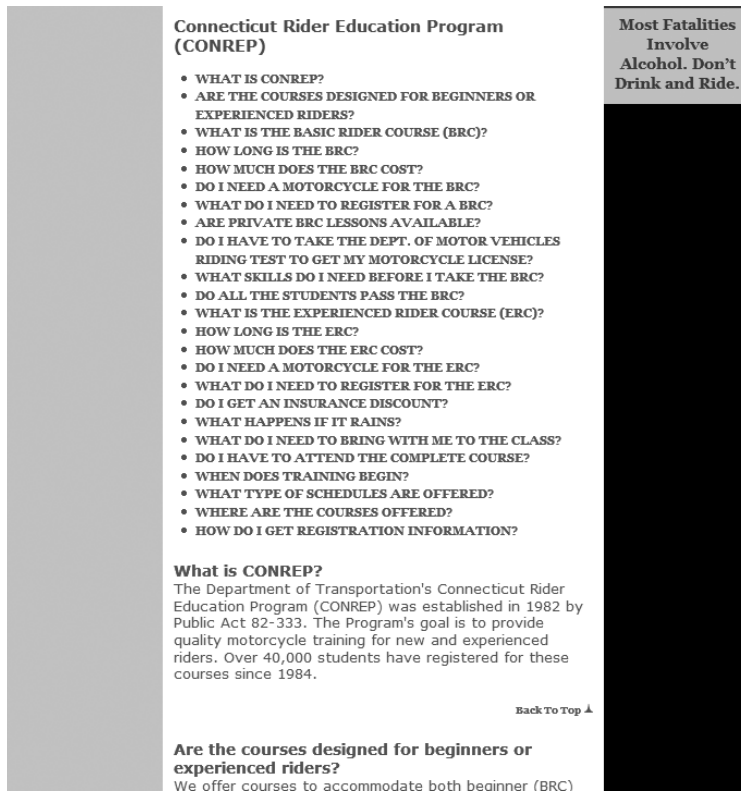 Connecticut Rider Education Program
(CONREP)
• WHAT IS CONREP?
• ARE THE COURSES DESIGNED FOR BEGINNERS OR
EXPERIENCED RIDERS?
• WHAT IS THE BASIC RIDER COURSE (BRC)?
• HOW LONG IS THE BRC?
• HOW MUCH DOES THE BRC COST?
• DO I NEED A MOTORCYCLE FOR THE BRC?
• WHAT DO I NEED TO REGISTER FOR A BRC?
• ARE PRIVATE BRC LESSONS AVAILABLE?
• DO I HAVE TO TAKE THE DEPT. OF MOTOR VEHICLES
RIDING TEST TO GET MY MOTORCYCLE LICENSE?
• WHAT SKILLS DO I NEED BEFORE I TAKE THE BRC?
• DO ALL THE STUDENTS PASS THE BRC?
• WHAT IS THE EXPERIENCED RIDER COURSE (ERC)?
• HOW LONG IS THE ERC?
• HOW MUCH DOES THE ERC COST?
• DO I NEED A MOTORCYCLE FOR THE ERC?
• WHAT DO I NEED TO REGISTER FOR THE ERC?
• DO I GET AN INSURANCE DISCOUNT?
• WHAT HAPPENS IF IT RAINS?
• WHAT DO I NEED TO BRING WITH ME TO THE CLASS?
• DO I HAVE TO ATTEND THE COMPLETE COURSE?
• WHEN DOES TRAINING BEGIN?
• WHAT TYPE OF SCHEDULES ARE OFFERED?
• WHERE ARE THE COURSES OFFERED?
• HOW DO I GET REGISTRATION INFORMATION?
What is CONREP?
The Department of Transportation's Connecticut Rider
Education Program (CONREP) was established in 1982 by
Public Act 82-333. The Program's goal is to provide
quality motorcycle training for new and experienced
riders. Over 40,000 students have registered for these
courses since 1984.
Back To Top
Are the courses designed for beginners or
experienced riders?
We offer courses to accommodate both beginner (BRC)
Most Fatalities
Involve
Alcohol. Don’t
Drink and Ride.